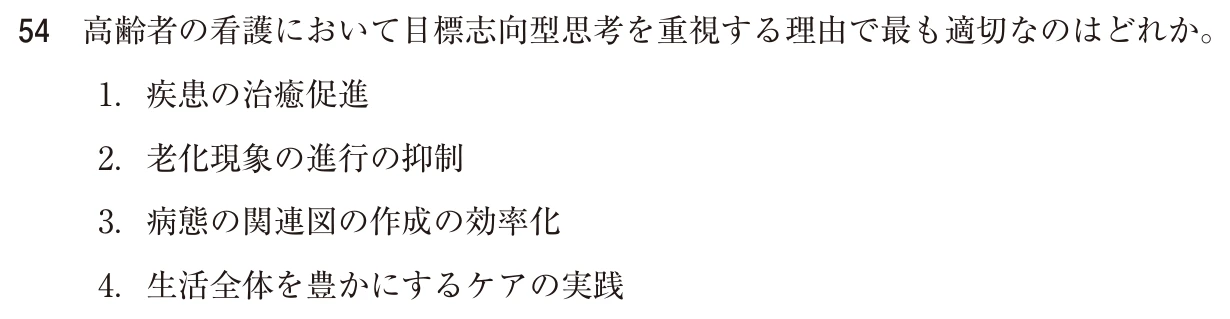 54 高齢者の看護において目標志向型思考を重視する理由で最も適切なのはどれか。
1. 疾患の治癒促進
2. 老化現象の進行の抑制
3. 病態の関連図の作成の効率化
4. 生活全体を豊かにするケアの実践